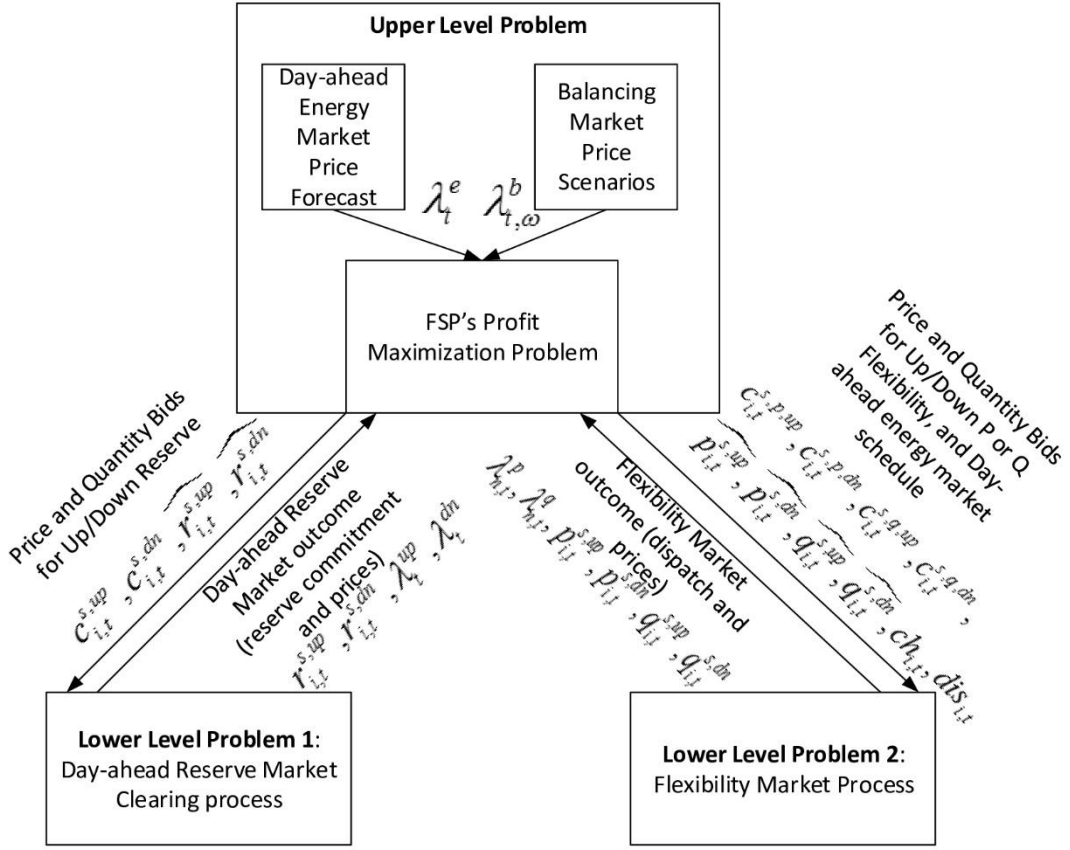 Upper Level Problem
Day-ahead
Energy
Market
Price
Forecast
Balancing
Market
Price
Scenarios
λ_t^e λ_{t,ω}^b
FSP's Profit
Maximization Problem
Price and Quantity Bids
for Up/Down Reserve
c_{i,t}^{s,up}, c_{i,t}^{s,dn}, \widehat{r_{i,t}^{s,up}}, \widehat{r_{i,t}^{s,dn}}
Day-ahead Reserve
Market outcome
(reserve commitment
and prices)
r_{i,t}^{s,up}, r_{i,t}^{s,dn}, λ_t^{up}, λ_t^{dn}
Flexibility Market
outcome (dispatch and
prices)
λ_{n,t}^p, λ_{n,t}^q, p_{i,t}^{s,up}, p_{i,t}^{s,dn}, q_{i,t}^{s,up}, q_{i,t}^{s,dn}
Price and Quantity Bids
for Up/Down P or Q
Flexibility, and Day-
ahead energy market
schedule
c_{i,t}^{s,p,up}, c_{i,t}^{s,p,dn}, c_{i,t}^{s,q,up}, c_{i,t}^{s,q,dn},
\widehat{p_{i,t}^{s,up}}, \widehat{p_{i,t}^{s,dn}}, \widehat{q_{i,t}^{s,up}}, \widehat{q_{i,t}^{s,dn}}, ch_{i,t}, dis_{i,t}
Lower Level Problem 1:
Day-ahead Reserve Market
Clearing process
Lower Level Problem 2:
Flexibility Market Process